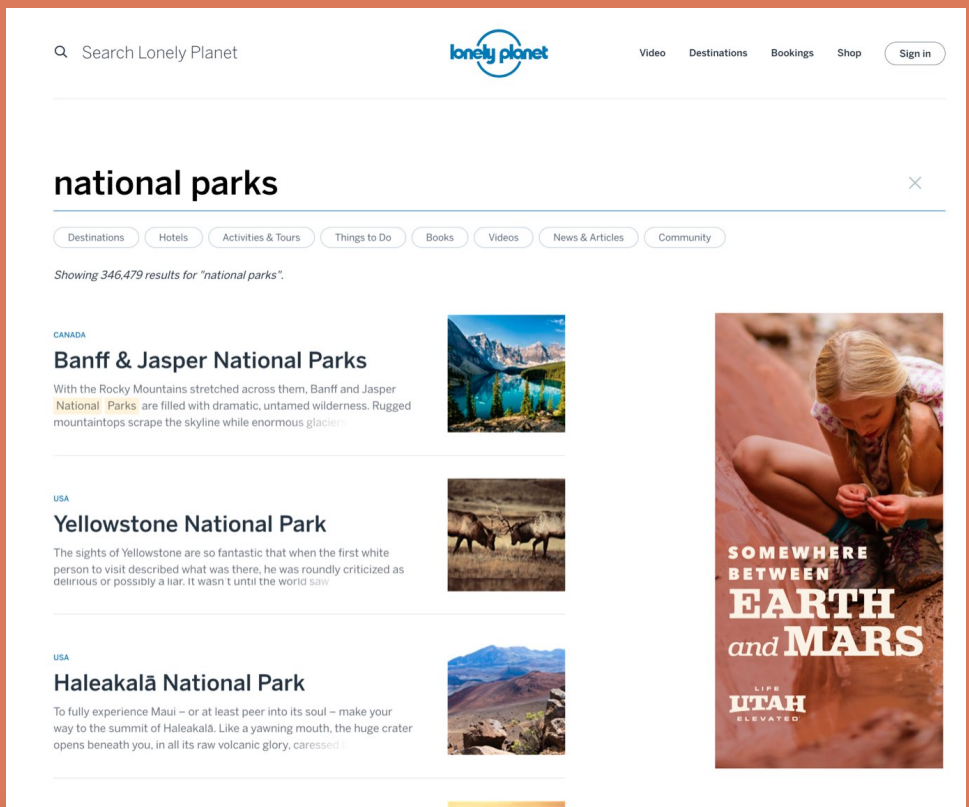 Search Lonely Planet
lonely planet
Video Destinations Bookings Shop Sign in
national parks
Destinations Hotels Activities & Tours Things to Do Books Videos News & Articles Community
Showing 346,479 results for "national parks".
CANADA
Banff & Jasper National Parks
With the Rocky Mountains stretched across them, Banff and Jasper
National Parks are filled with dramatic, untamed wilderness. Rugged
mountaintops scrape the skyline while enormous glaciers
USA
Yellowstone National Park
The sights of Yellowstone are so fantastic that when the first white
person to visit described what was there, he was roundly criticized as
delirious or possibly a liar. It wasn't until the world saw
USA
Haleakalā National Park
To fully experience Maui – or at least peer into its soul – make your
way to the summit of Haleakalā. Like a yawning mouth, the huge crater
opens beneath you, in all its raw volcanic glory, caressed
SOMEWHERE
BETWEEN
EARTH
and MARS
LIFE
UTAH
ELEVATED